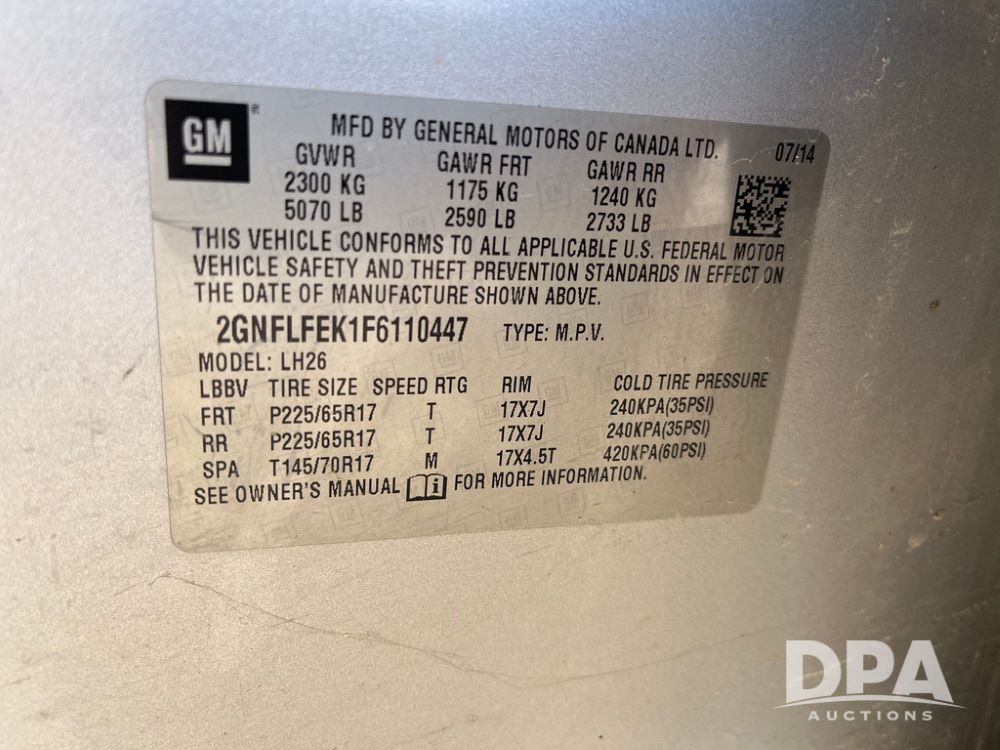 GM ®
MFD BY GENERAL MOTORS OF CANADA LTD. 07/14
GVWR GAWR FRT GAWR RR
2300 KG 1175 KG 1240 KG
5070 LB 2590 LB 2733 LB
THIS VEHICLE CONFORMS TO ALL APPLICABLE U.S. FEDERAL MOTOR
VEHICLE SAFETY AND THEFT PREVENTION STANDARDS IN EFFECT ON
THE DATE OF MANUFACTURE SHOWN ABOVE.
2GNFLFEK1F6110447 TYPE: M.P.V.
MODEL: LH26
LBBV TIRE SIZE SPEED RTG RIM COLD TIRE PRESSURE
FRT P225/65R17 T 17X7J 240KPA(35PSI)
RR P225/65R17 T 17X7J 240KPA(35PSI)
SPA T145/70R17 M 17X4.5T 420KPA(60PSI)
SEE OWNER'S MANUAL i FOR MORE INFORMATION.
DPA
AUCTIONS